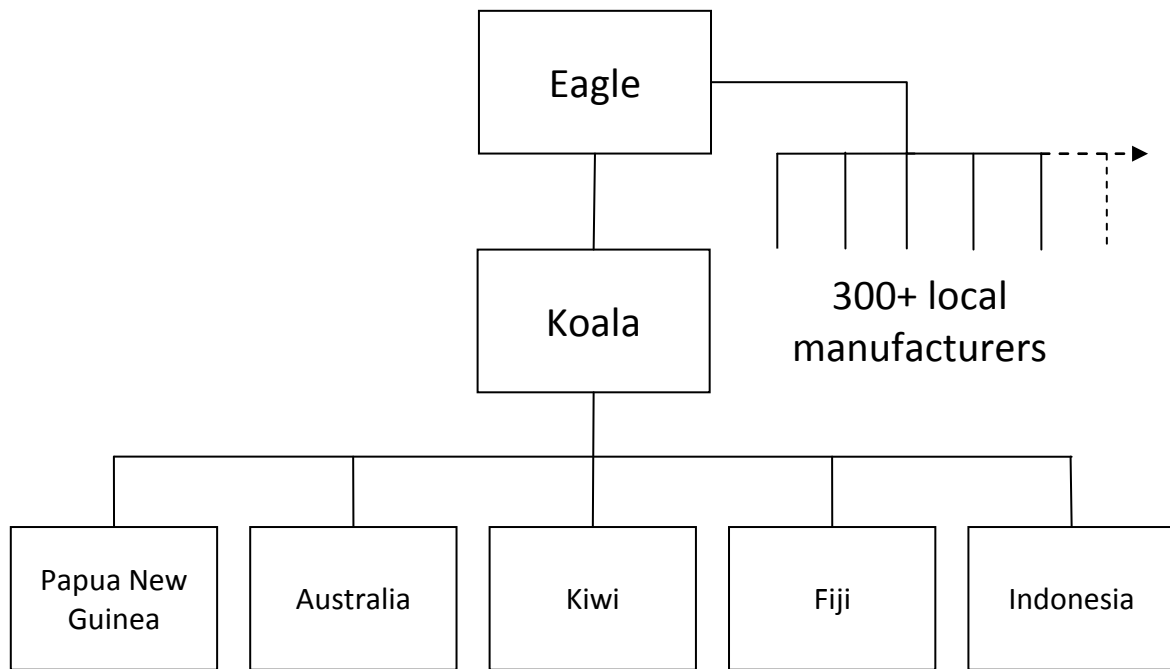 Eagle
300+ local
manufacturers
Koala
Papua New
Guinea
Australia
Kiwi
Fiji
Indonesia